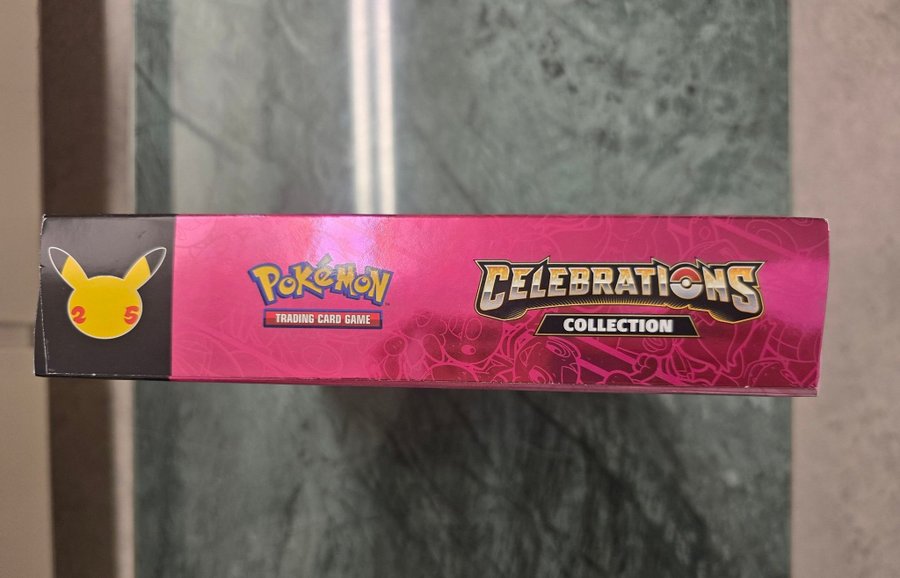 25
POKéMON
TRADING CARD GAME
CELEBRATIONS
COLLECTION